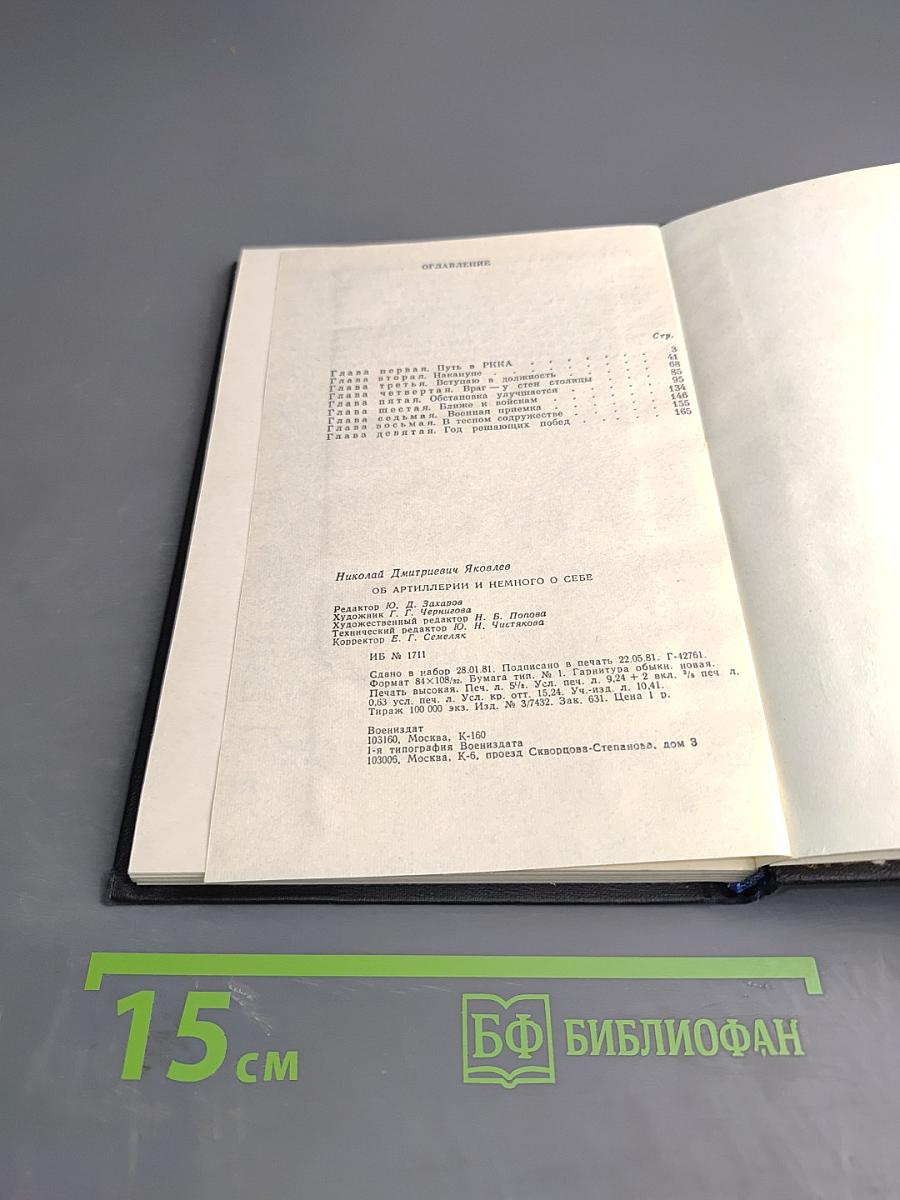 ОГЛАВЛЕНИЕ
Стр.
Глава первая. Путь в РККА . . . . . . . 3
Глава вторая. Накануне . . . . . . . . 41
Глава третья. Вступаю в должность . . . . . 68
Глава четвертая. Враг — у стен столицы . . . . 85
Глава пятая. Обстановка улучшается . . . . . 95
Глава шестая. Ближе к войскам . . . . . . 134
Глава седьмая. Военная приемка . . . . . . 146
Глава восьмая. В тесном содружестве . . . . . 155
Глава девятая. Год решающих побед . . . . . 165
Николай Дмитриевич Яковлев
ОБ АРТИЛЛЕРИИ И НЕМНОГО О СЕБЕ
Редактор Ю. Д. Захаров
Художник Г. Г. Чернигова
Художественный редактор Н. Б. Попова
Технический редактор Ю. Н. Чистякова
Корректор Е. Г. Семеляк
ИБ № 1711
Сдано в набор 28.01.81. Подписано в печать 22.05.81. Г-42761.
Формат 84×108/32. Бумага тип. № 1. Гарнитура обыкн. новая.
Печать высокая. Печ. л. 5½. Усл. печ. л. 9,24 + 2 вкл. ³/₈ печ. л.
0,63 усл. печ. л. Усл. кр. отт. 15,24. Уч.-изд. л. 10,41.
Тираж 100 000 экз. Изд. № 3/7432. Зак. 631. Цена 1 р.
Воениздат
103160, Москва, К-160
1-я типография Воениздата
103006, Москва, К-6, проезд Скворцова-Степанова, дом 3
15 см
БФ БИБЛИОФАН